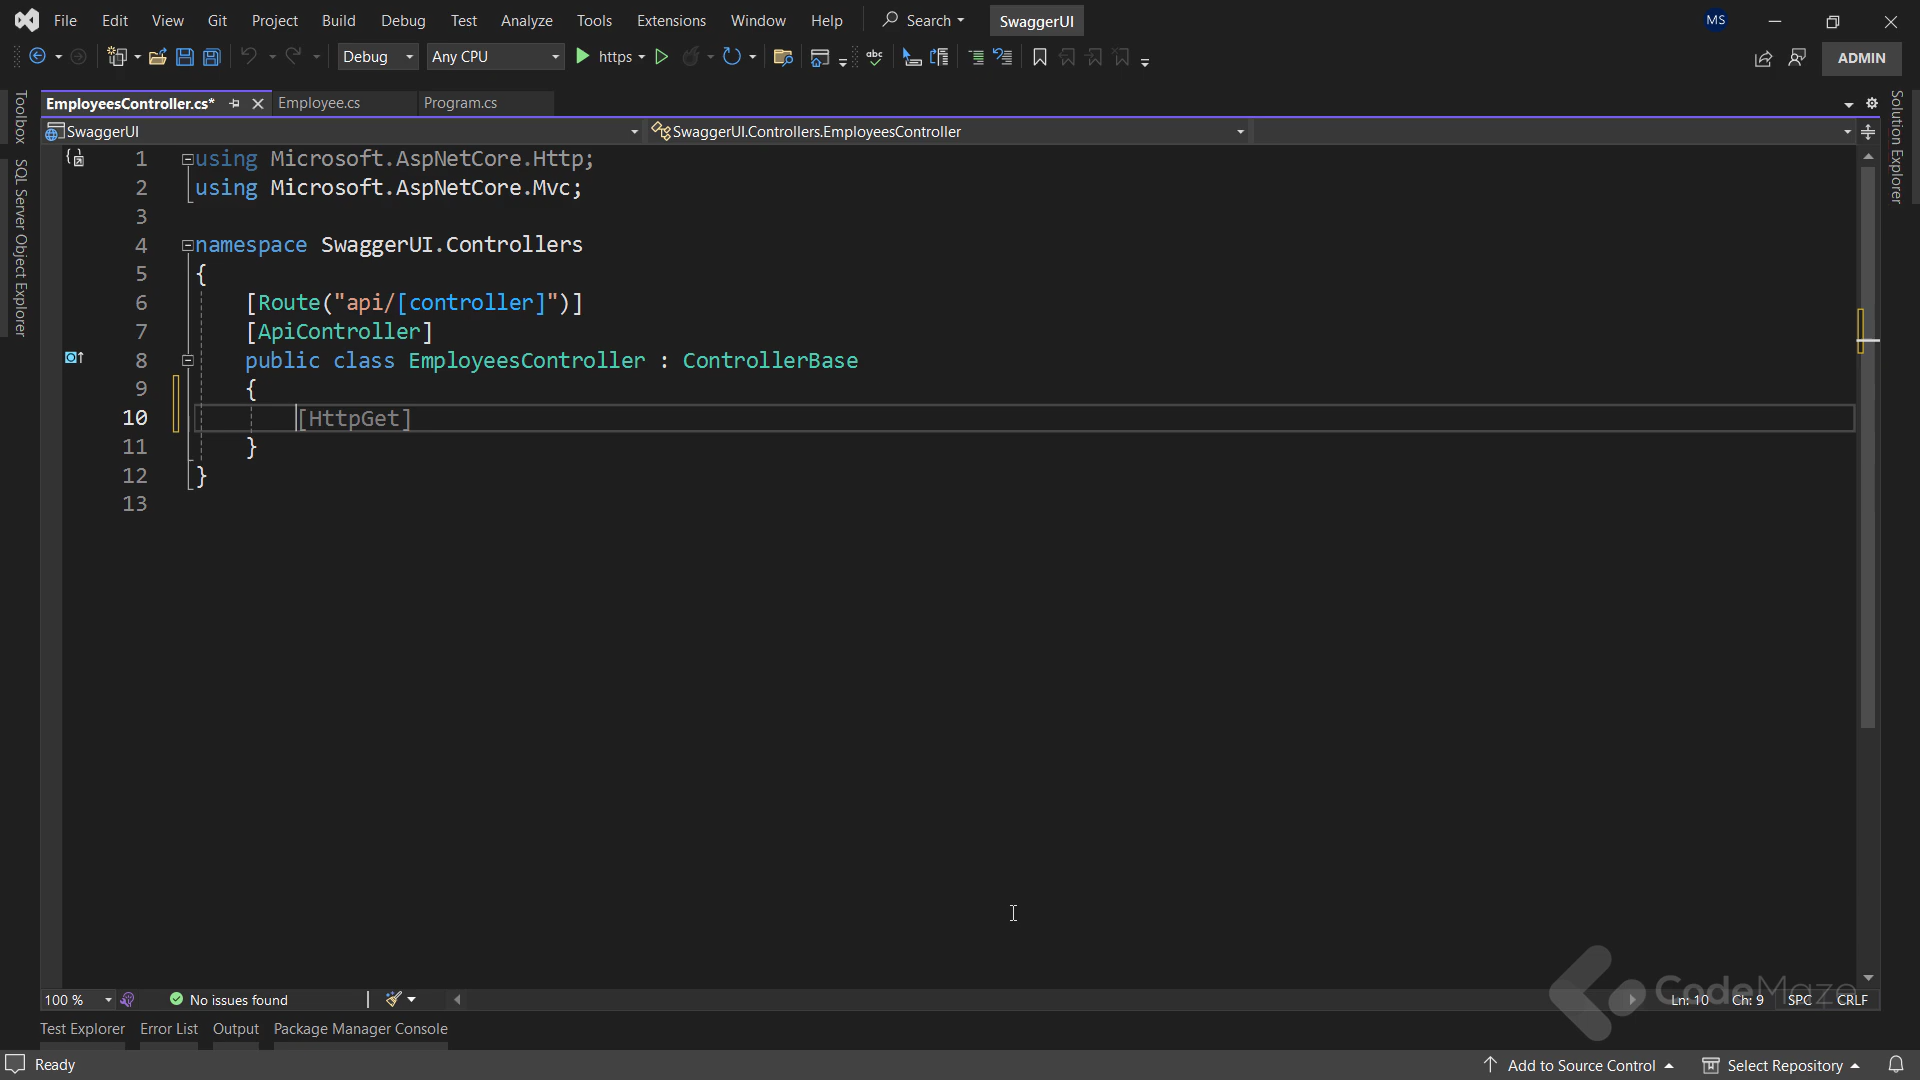 File Edit View Git Project Build Debug Test Analyze Tools Extensions Window Help Search SwaggerUI MS
Debug Any CPU https abc ADMIN
EmployeesController.cs* Employee.cs Program.cs
SwaggerUI SwaggerUI.Controllers.EmployeesController
Toolbox
SQL Server Object Explorer
Solution Explorer
1 using Microsoft.AspNetCore.Http;
2 using Microsoft.AspNetCore.Mvc;
3
4 namespace SwaggerUI.Controllers
5 {
6 [Route("api/[controller]")]
7 [ApiController]
8 public class EmployeesController : ControllerBase
9 {
10 [HttpGet]
11 }
12 }
13
100 % No issues found Ln: 10 Ch: 9 SPC CRLF
CodeMaze
Test Explorer Error List Output Package Manager Console
Ready Add to Source Control Select Repository